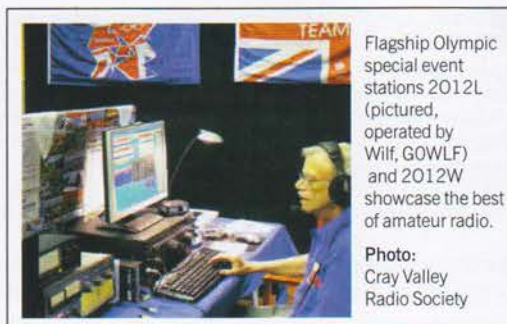 TEAM
Flagship Olympic
special event
stations 2O12L
(pictured,
operated by
Wilf, G0WLF)
and 2O12W
showcase the best
of amateur radio.
Photo:
Cray Valley
Radio Society